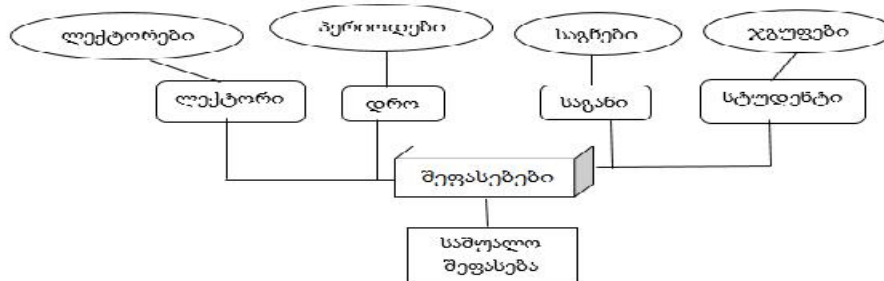 ლექტორები
პერიოდები
საგნები
ჯგუფები
ლექტორი
დრო
საგანი
სტუდენტი
შეფასებები
საშუალო
შეფასება